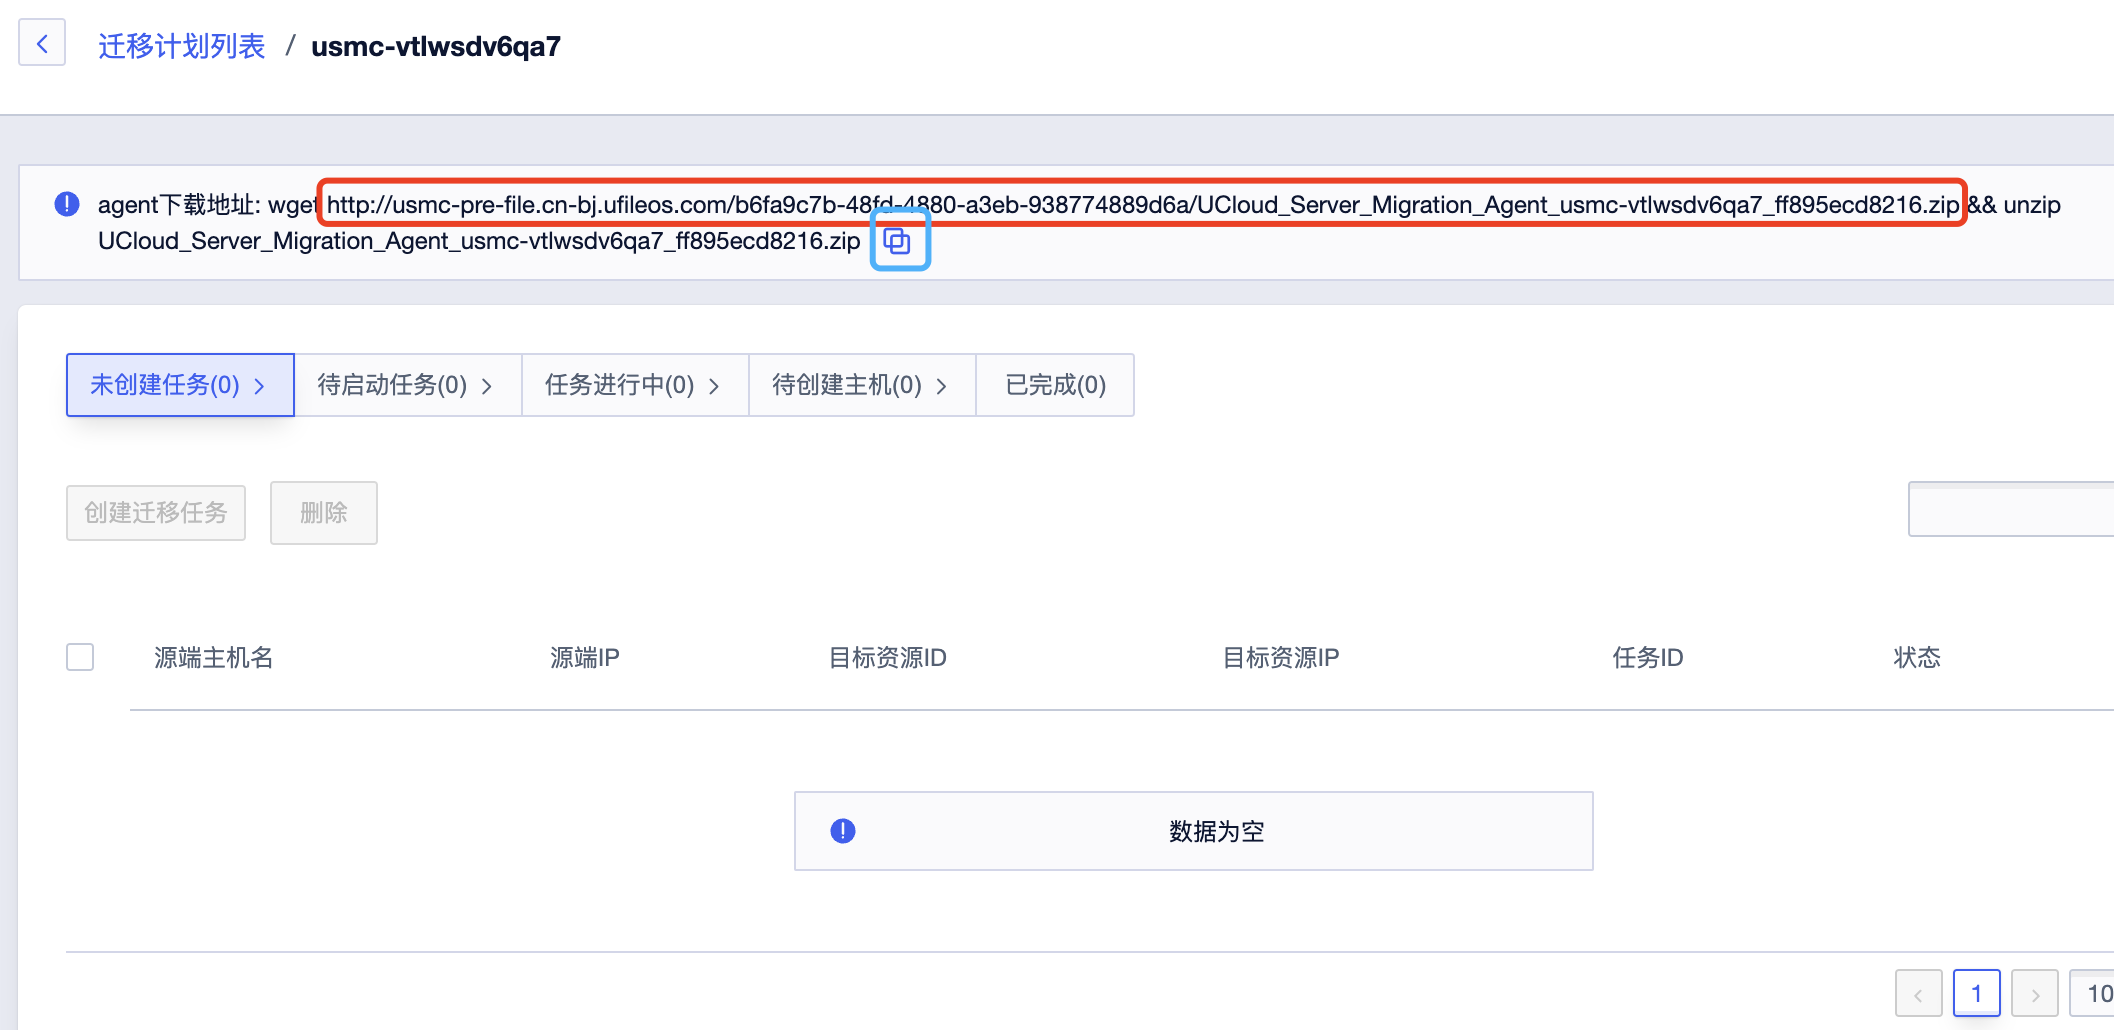 迁移计划列表 / usmc-vtlwsdv6qa7
agent下载地址: wget http://usmc-pre-file.cn-bj.ufileos.com/b6fa9c7b-48fd-4880-a3eb-938774889d6a/UCloud_Server_Migration_Agent_usmc-vtlwsdv6qa7_ff895ecd8216.zip && unzip
UCloud_Server_Migration_Agent_usmc-vtlwsdv6qa7_ff895ecd8216.zip
未创建任务(0) > 待启动任务(0) > 任务进行中(0) > 待创建主机(0) > 已完成(0)
创建迁移任务 删除
源端主机名 源端IP 目标资源ID 目标资源IP 任务ID 状态
数据为空
< 1 > 10